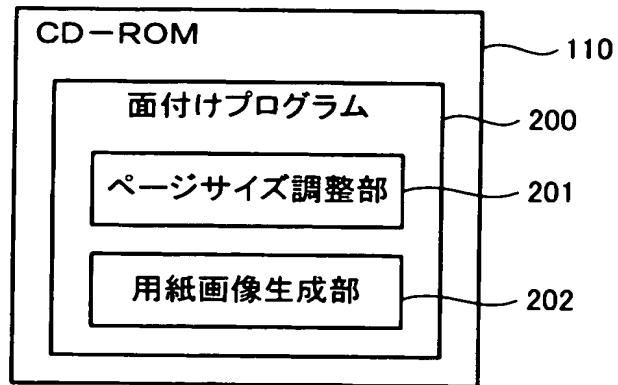 CD-ROM
110
面付けプログラム
200
ページサイズ調整部
201
用紙画像生成部
202